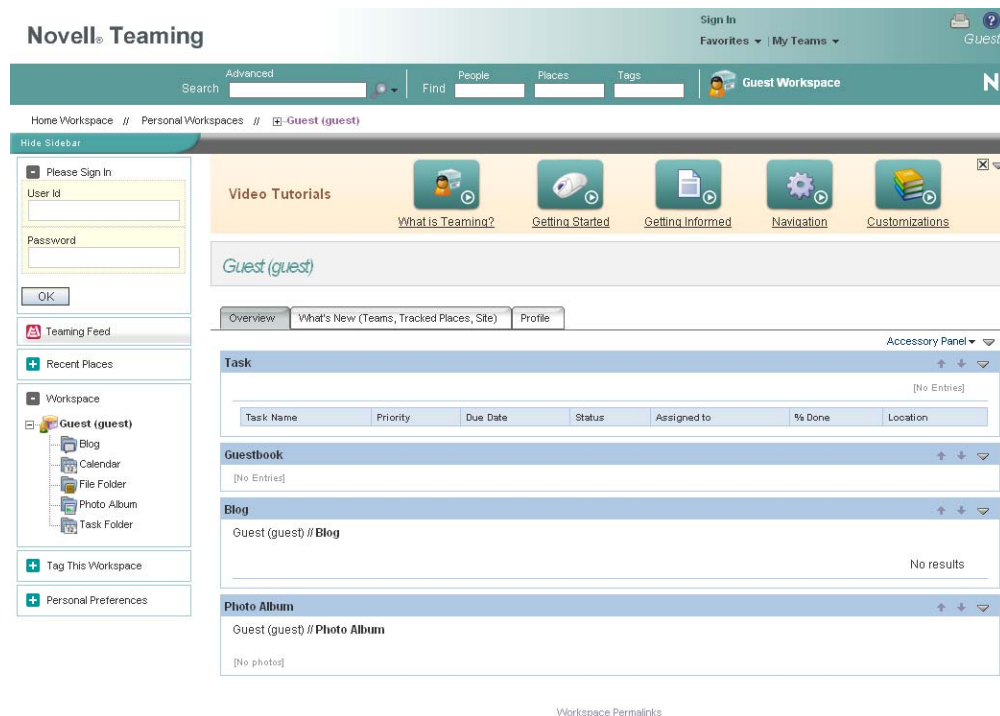 Novell® Teaming
Sign In
Favorites | My Teams
Guest
Search Advanced
Find People Places Tags
Guest Workspace
N
Home Workspace // Personal Workspaces // Guest (guest)
Hide Sidebar
Please Sign In
User Id
Password
OK
Teaming Feed
Recent Places
Workspace
Guest (guest)
Blog
Calendar
File Folder
Photo Album
Task Folder
Tag This Workspace
Personal Preferences
Video Tutorials
What is Teaming? Getting Started Getting Informed Navigation Customizations
Guest (guest)
Overview What's New (Teams, Tracked Places, Site) Profile
Accessory Panel
Task
[No Entries]
Task Name Priority Due Date Status Assigned to % Done Location
Guestbook
[No Entries]
Blog
Guest (guest) // Blog
No results
Photo Album
Guest (guest) // Photo Album
[No photos]
Workspace Permalinks